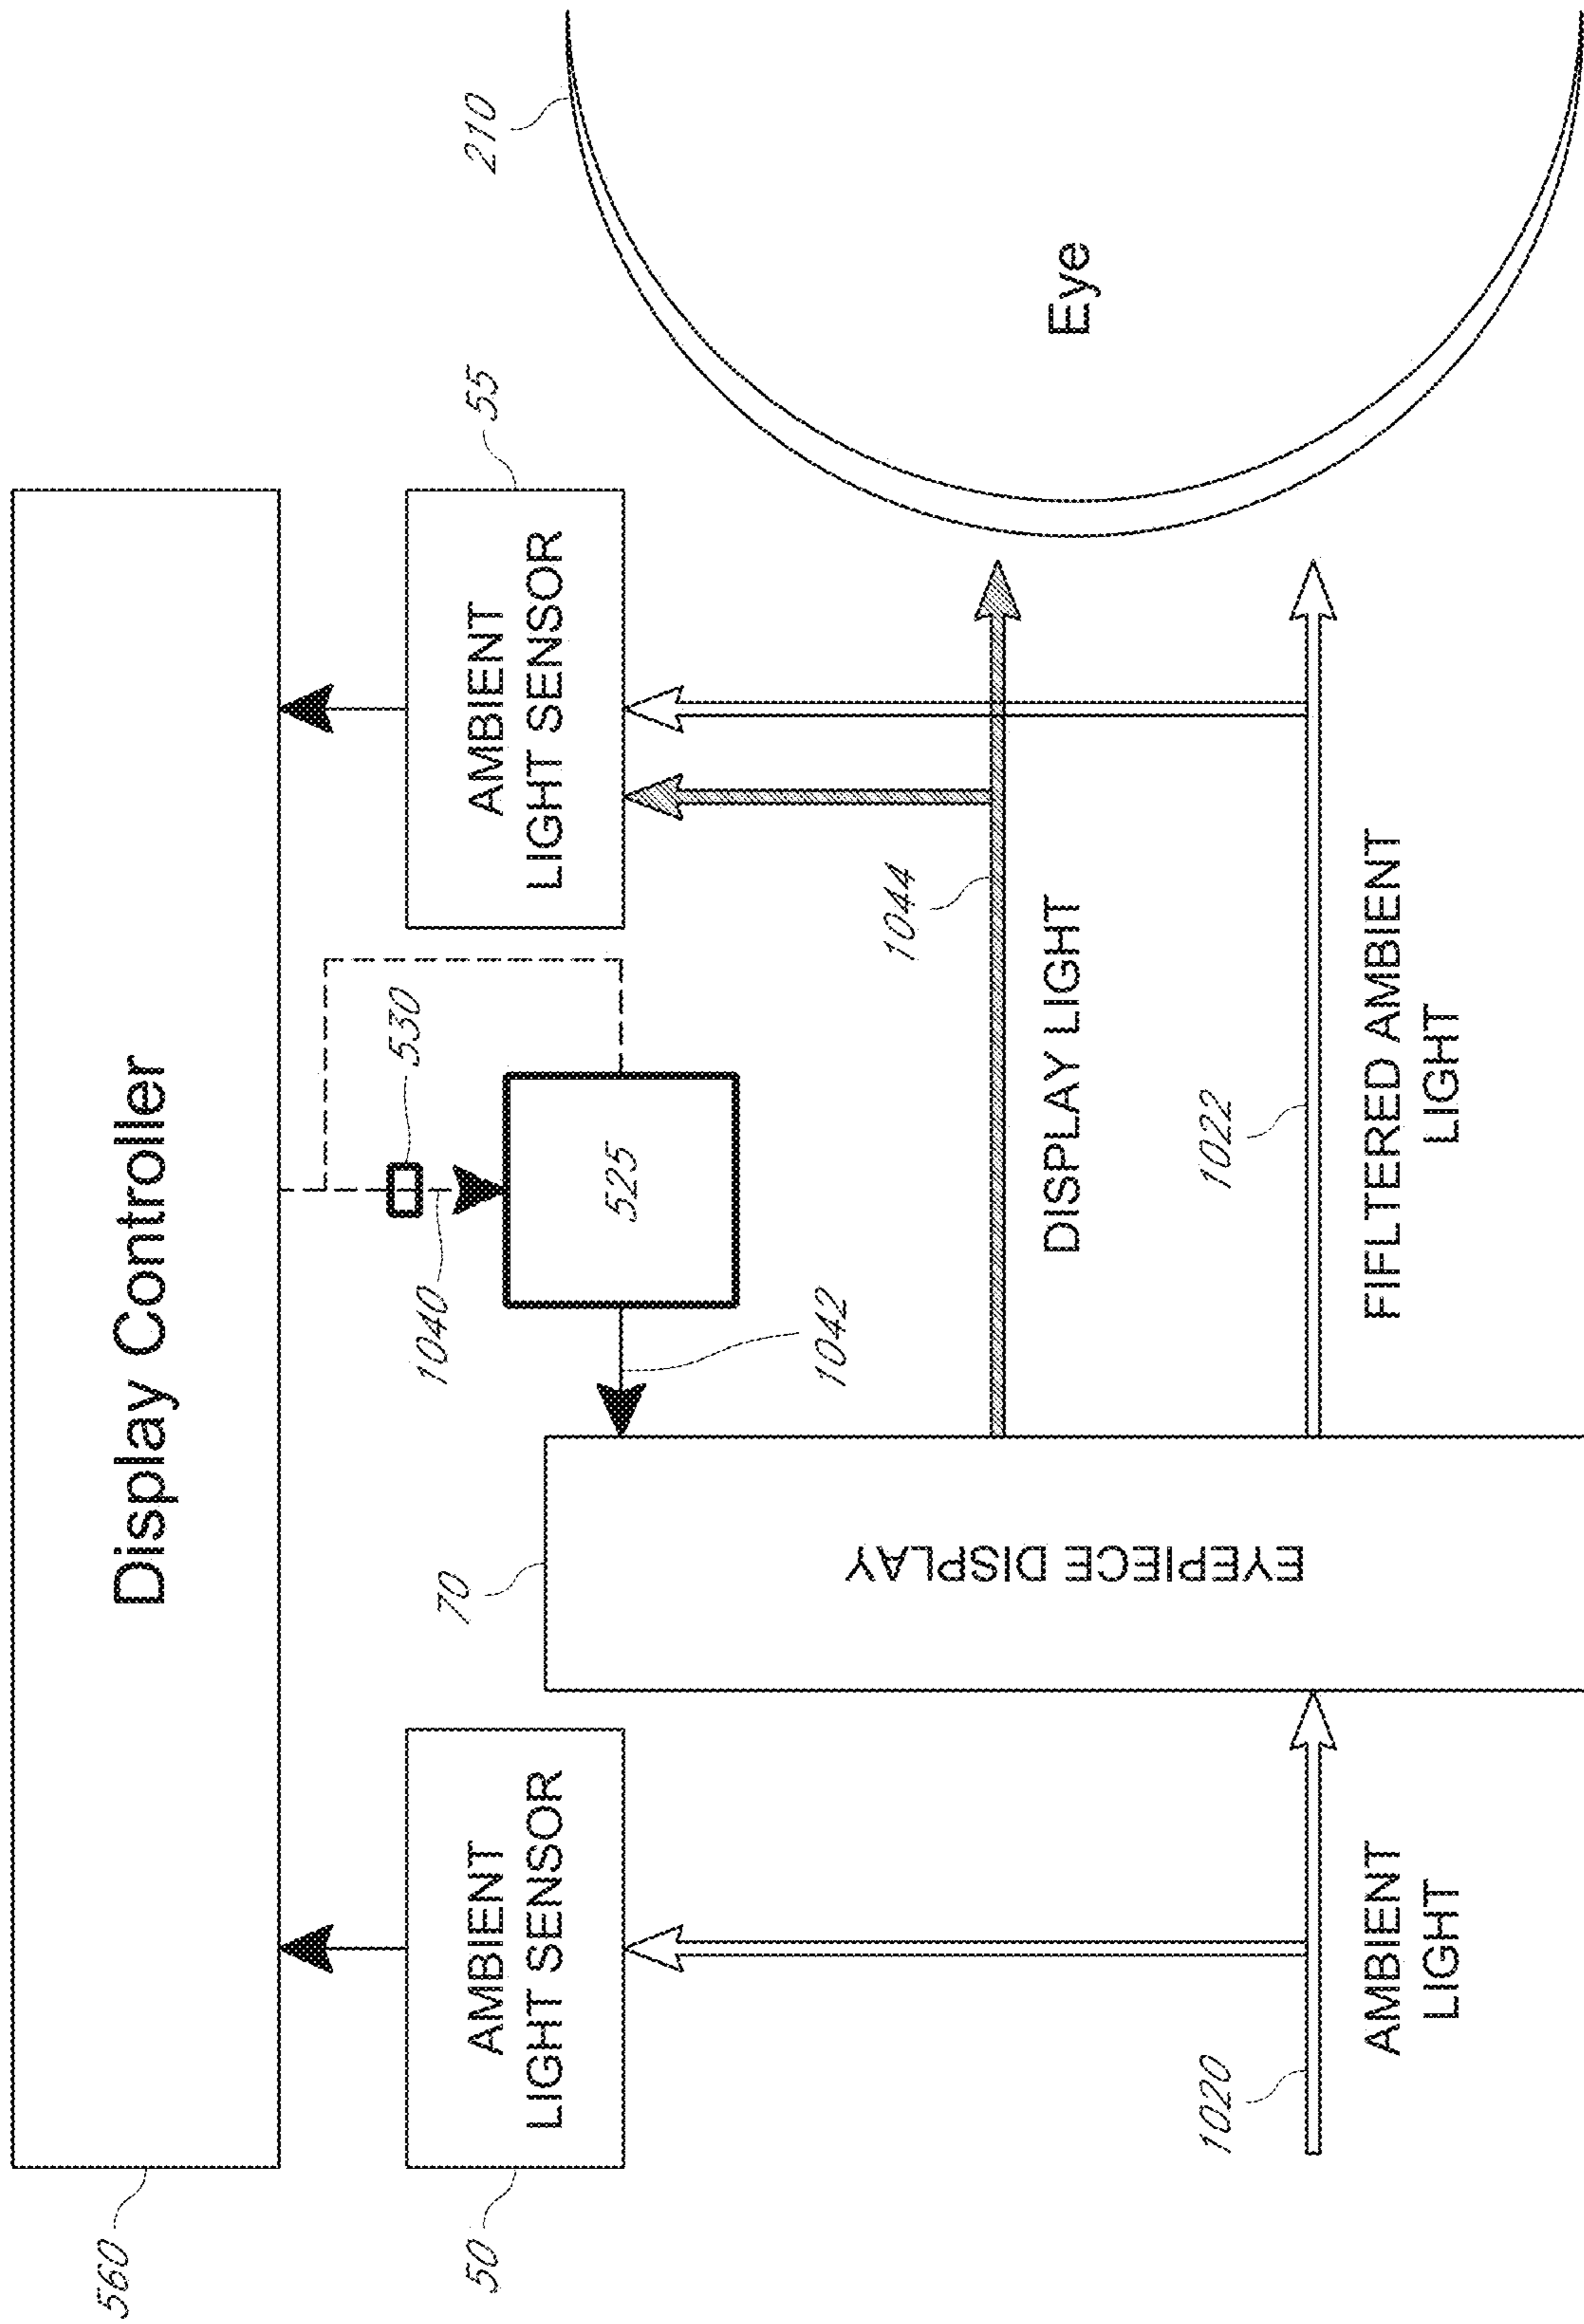 560
Display Controller
50
AMBIENT
LIGHT SENSOR
AMBIENT
LIGHT SENSOR
55
210
530
1040
525
1042
70
EYEPIECE DISPLAY
1044
DISPLAY LIGHT
Eye
1020
AMBIENT
LIGHT
1022
FIFLTERED AMBIENT
LIGHT